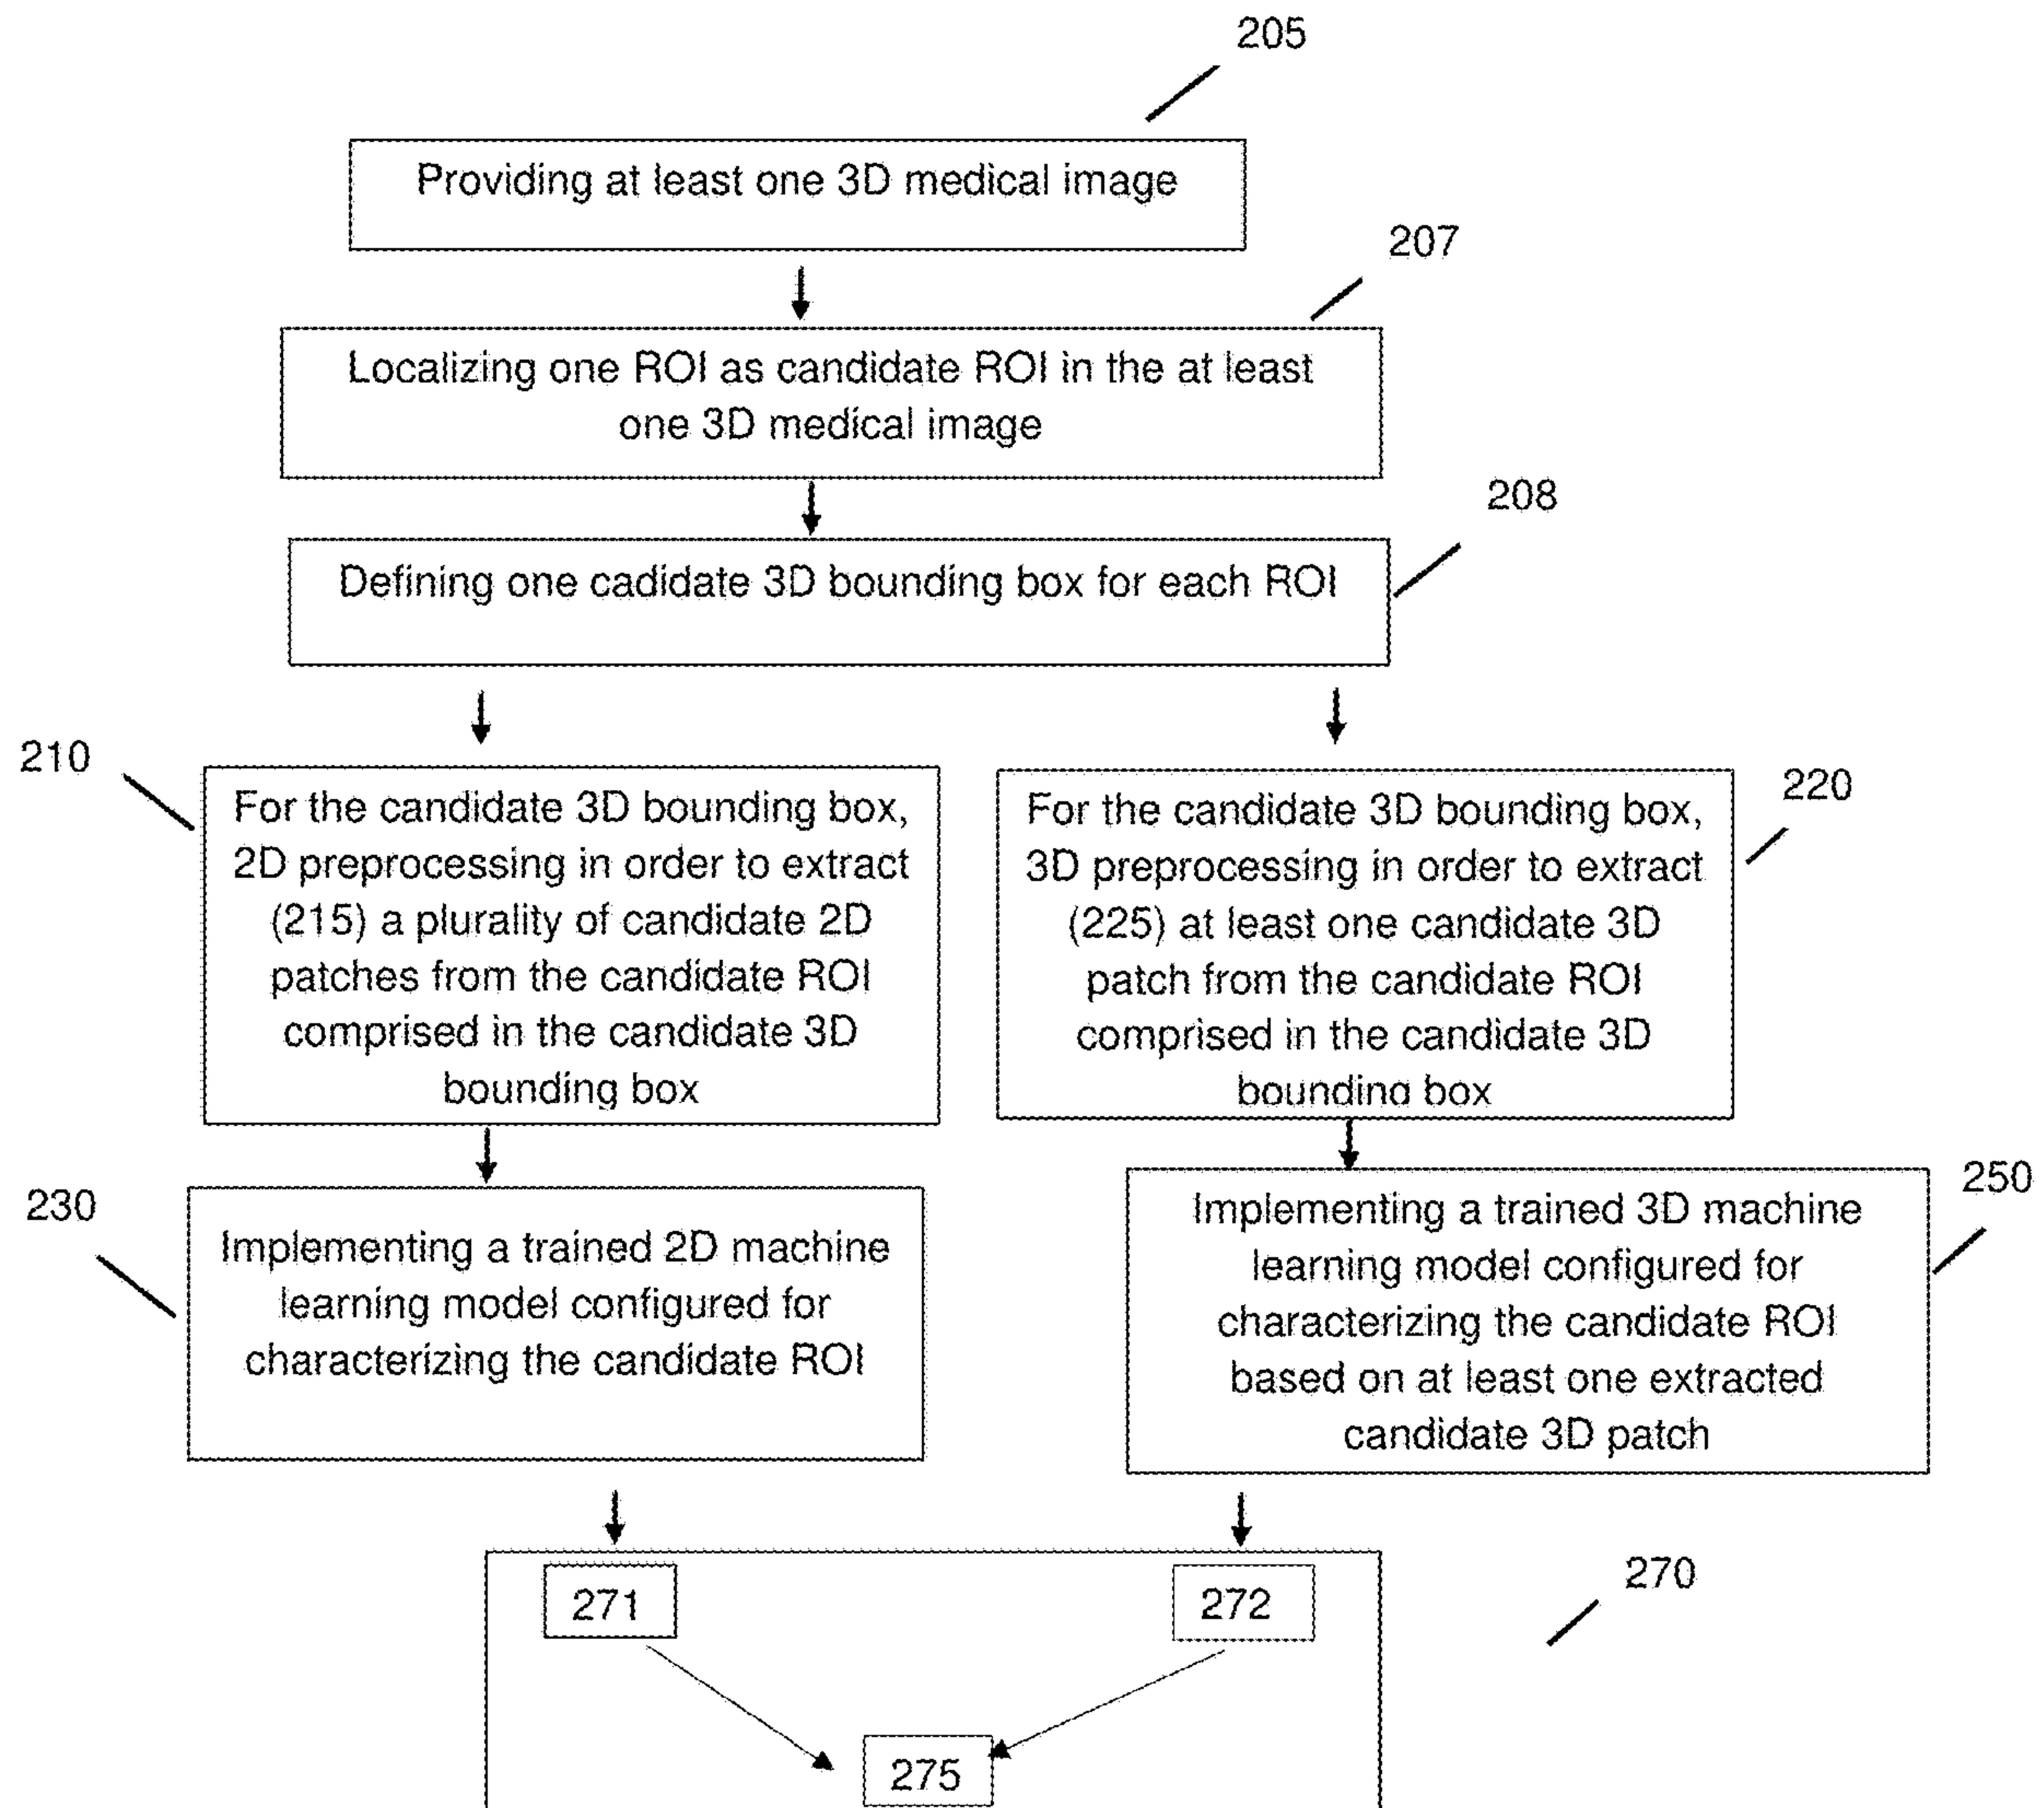 205
Providing at least one 3D medical image
207
Localizing one ROI as candidate ROI in the at least
one 3D medical image
208
Defining one cadidate 3D bounding box for each ROI
210
For the candidate 3D bounding box,
2D preprocessing in order to extract
(215) a plurality of candidate 2D
patches from the candidate ROI
comprised in the candidate 3D
bounding box
220
For the candidate 3D bounding box,
3D preprocessing in order to extract
(225) at least one candidate 3D
patch from the candidate ROI
comprised in the candidate 3D
bounding box
230
Implementing a trained 2D machine
learning model configured for
characterizing the candidate ROI
250
Implementing a trained 3D machine
learning model configured for
characterizing the candidate ROI
based on at least one extracted
candidate 3D patch
270
271
272
275